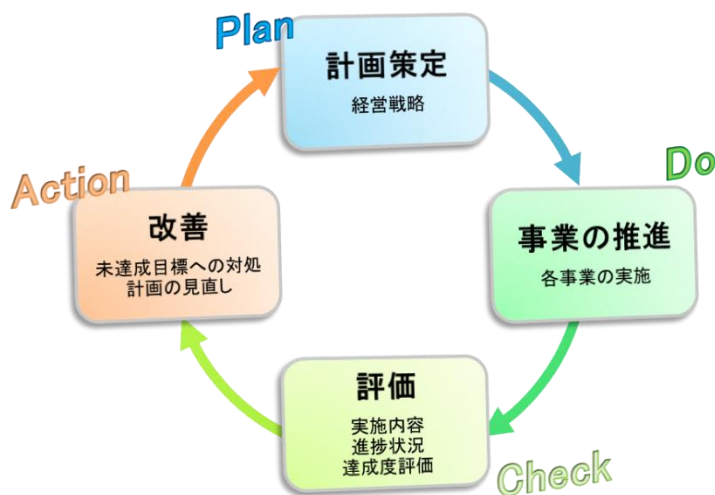 Plan
計画策定
経営戦略
Do
事業の推進
各事業の実施
Check
評価
実施内容
進捗状況
達成度評価
Action
改善
未達成目標への対処
計画の見直し